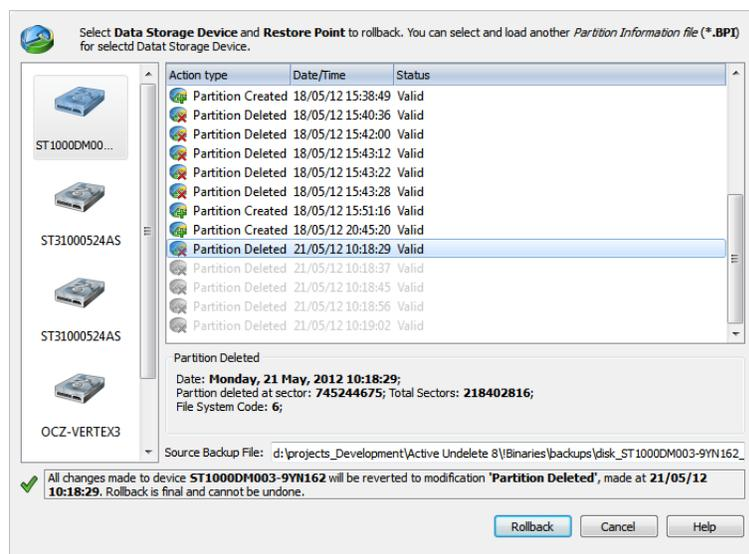 Select Data Storage Device and Restore Point to rollback. You can select and load another Partition Information file (*.BPI)
for selectd Datat Storage Device.
ST1000DM00...
ST31000524AS
ST31000524AS
OCZ-VERTEX3
Action type Date/Time Status
Partition Created 18/05/12 15:38:49 Valid
Partition Deleted 18/05/12 15:40:36 Valid
Partition Deleted 18/05/12 15:42:00 Valid
Partition Deleted 18/05/12 15:43:12 Valid
Partition Deleted 18/05/12 15:43:22 Valid
Partition Deleted 18/05/12 15:43:28 Valid
Partition Created 18/05/12 15:51:16 Valid
Partition Created 18/05/12 20:45:20 Valid
Partition Deleted 21/05/12 10:18:29 Valid
Partition Deleted 21/05/12 10:18:37 Valid
Partition Deleted 21/05/12 10:18:45 Valid
Partition Deleted 21/05/12 10:18:56 Valid
Partition Deleted 21/05/12 10:19:02 Valid
Partition Deleted
Date: Monday, 21 May, 2012 10:18:29;
Parttion deleted at sector: 745244675; Total Sectors: 218402816;
File System Code: 6;
Source Backup File: d:\projects_Development\Active Undelete 8\!Binaries\backups\disk_ST1000DM003-9YN162_
All changes made to device ST1000DM003-9YN162 will be reverted to modification 'Partition Deleted', made at 21/05/12
10:18:29. Rollback is final and cannot be undone.
Rollback Cancel Help